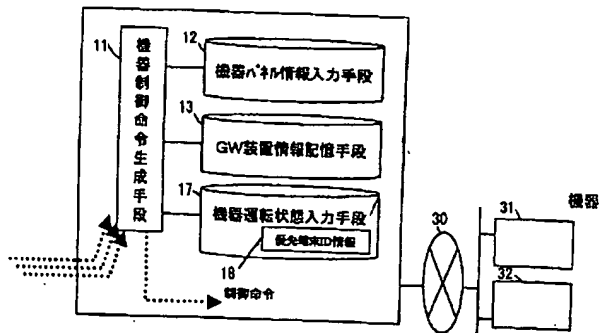 11
機器制御命令生成手段
12
機器パネル情報入力手段
13
GW装置情報記憶手段
17
機器運転状態入力手段
18
優先端末ID情報
制御命令
30
機器
31
32